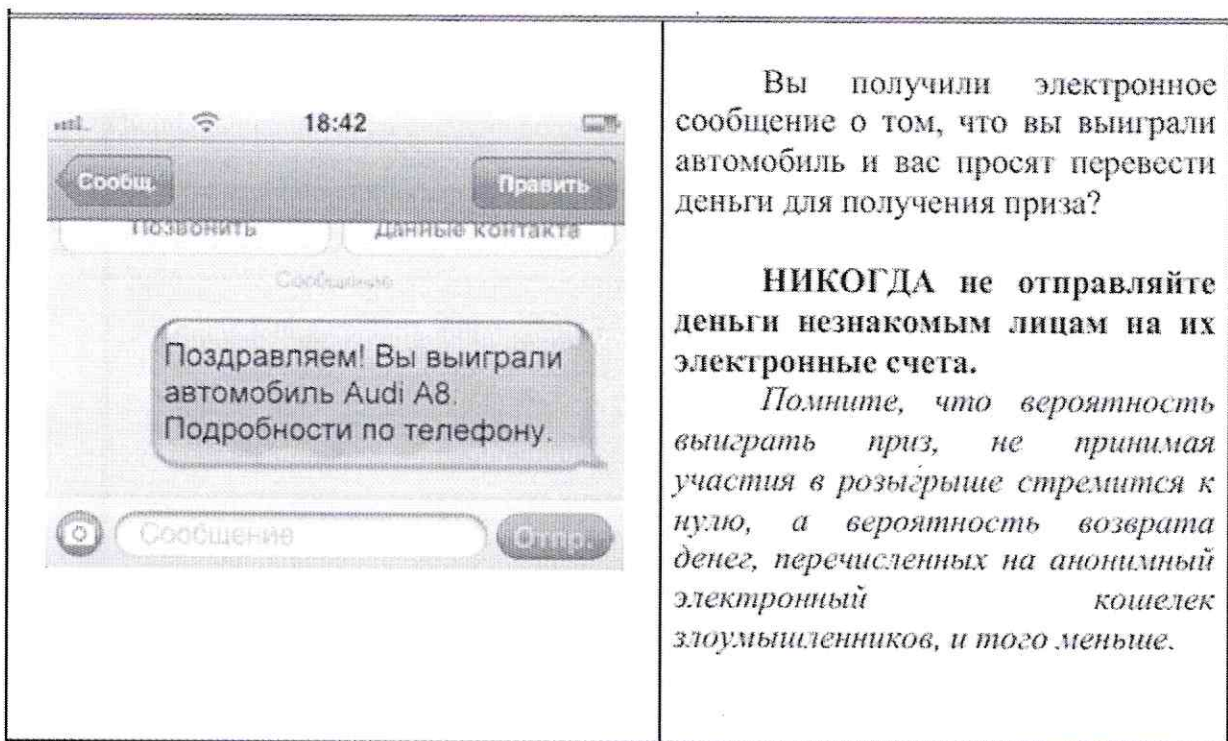 18:42
Сообщ.
Править
Позвонить
Данные контакта
Сообщение
Поздравляем! Вы выиграли
автомобиль Audi A8.
Подробности по телефону.
Сообщение
Отпр.
Вы получили электронное
сообщение о том, что вы выиграли
автомобиль и вас просят перевести
деньги для получения приза?
НИКОГДА не отправляйте
деньги незнакомым лицам на их
электронные счета.
Помните, что вероятность
выиграть приз, не принимая
участия в розыгрыше стремится к
нулю, а вероятность возврата
денег, перечисленных на анонимный
электронный кошелек
злоумышленников, и того меньше.